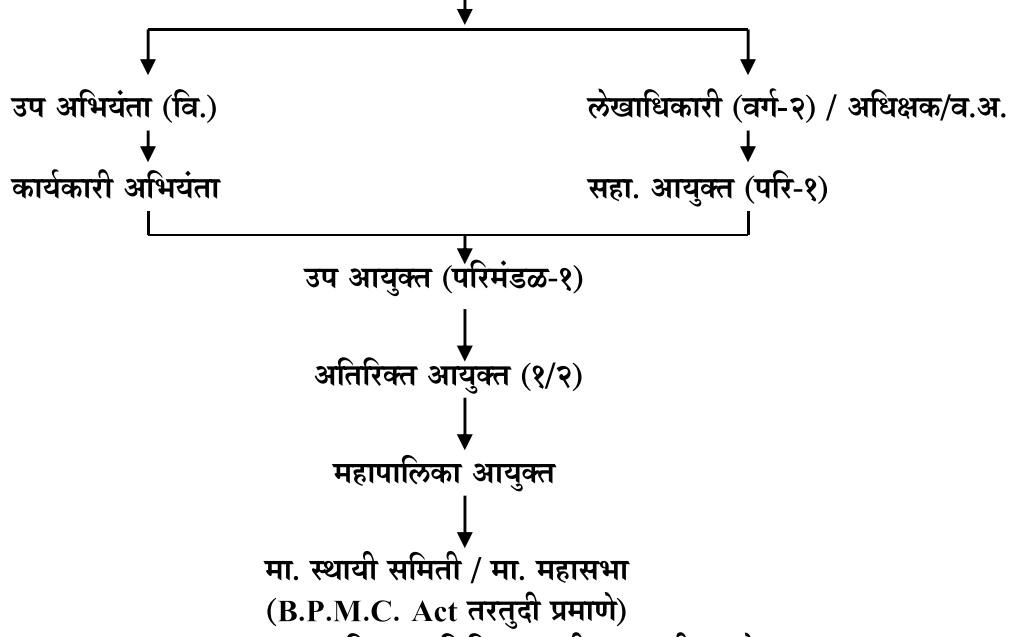 उप अभियंता (वि.) लेखाधिकारी (वर्ग-२) / अधिक्षक/व.अ.
कार्यकारी अभियंता सहा. आयुक्त (परि-१)
उप आयुक्त (परिमंडळ-१)
अतिरिक्त आयुक्त (१/२)
महापालिका आयुक्त
मा. स्थायी समिती / मा. महासभा
(B.P.M.C. Act तरतुदी प्रमाणे)